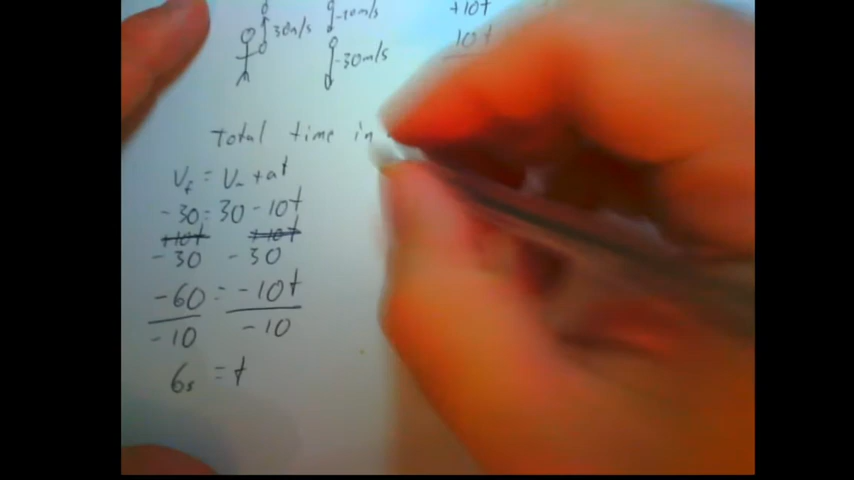 30m/s
-10m/s
+10t
10t
-30m/s
Total time in
Vf = Vo + at
-30 = 30 - 10t
+10t +10t
-30 -30
-60 = -10t
-10 -10
6s = t